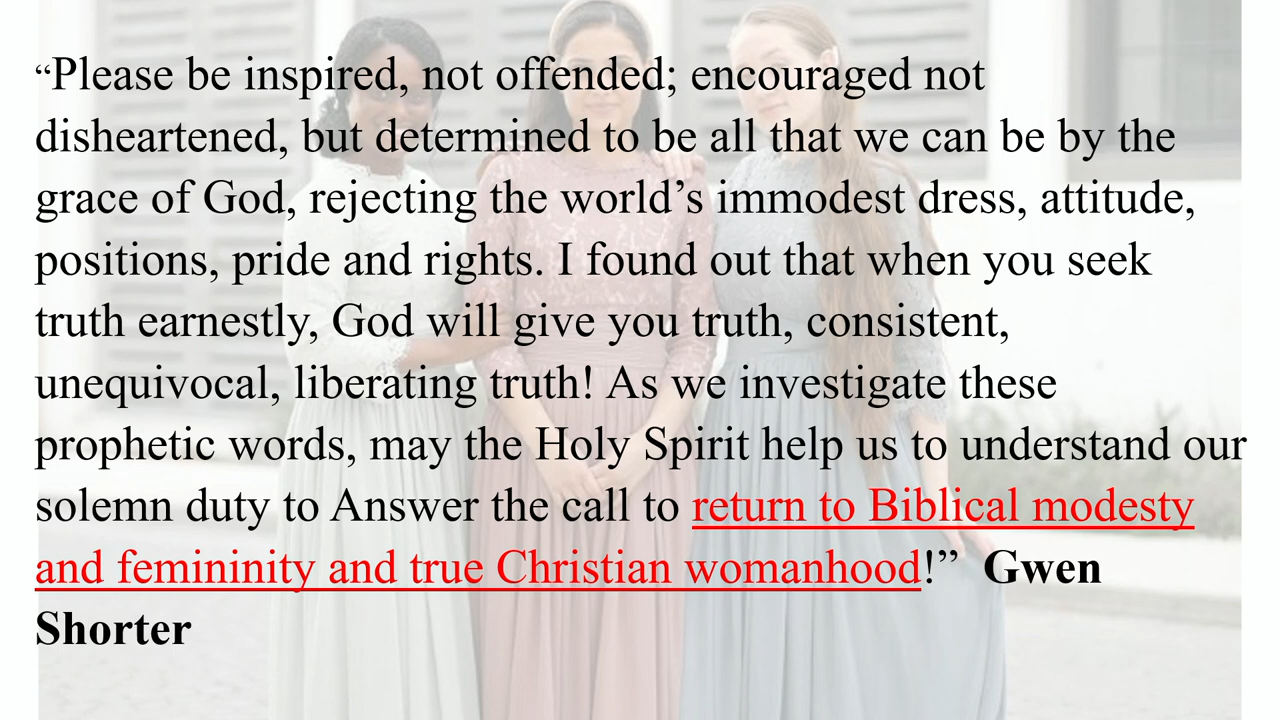 “Please be inspired, not offended; encouraged not
disheartened, but determined to be all that we can be by the
grace of God, rejecting the world’s immodest dress, attitude,
positions, pride and rights. I found out that when you seek
truth earnestly, God will give you truth, consistent,
unequivocal, liberating truth! As we investigate these
prophetic words, may the Holy Spirit help us to understand our
solemn duty to Answer the call to return to Biblical modesty
and femininity and true Christian womanhood!”  Gwen
Shorter